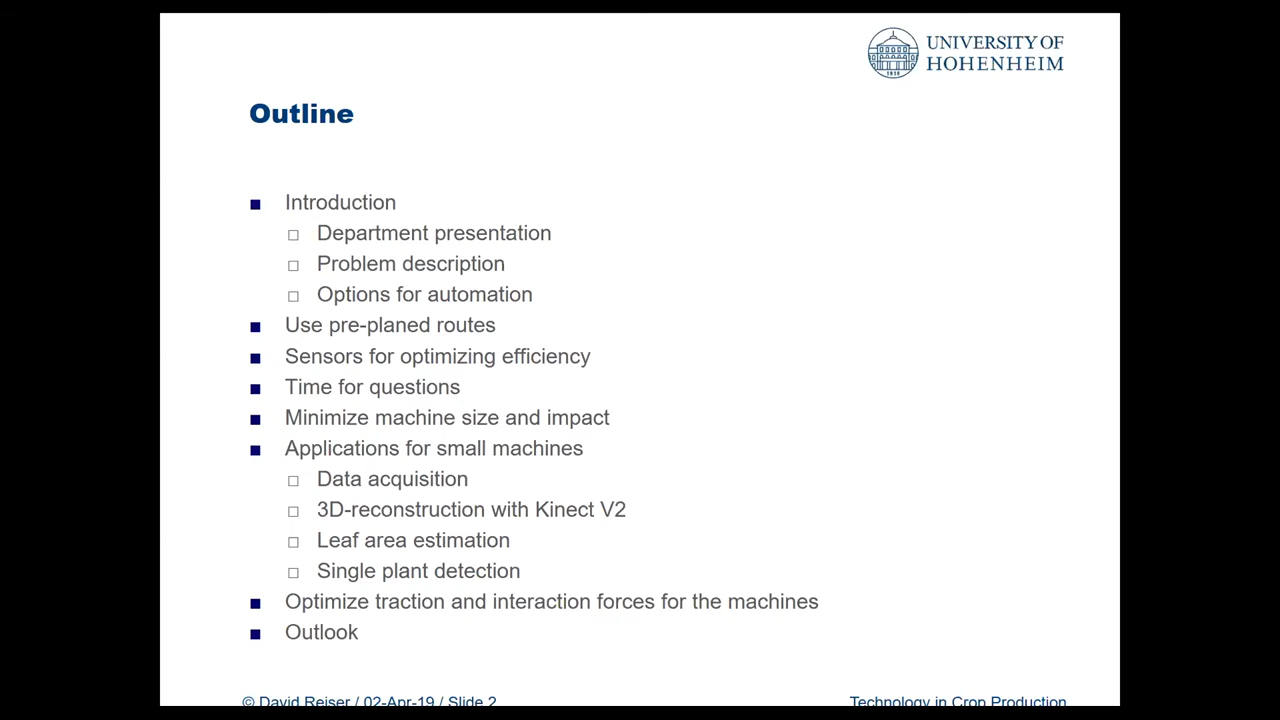 UNIVERSITY OF
HOHENHEIM
1818
Outline
Introduction
Department presentation
Problem description
Options for automation
Use pre-planed routes
Sensors for optimizing efficiency
Time for questions
Minimize machine size and impact
Applications for small machines
Data acquisition
3D-reconstruction with Kinect V2
Leaf area estimation
Single plant detection
Optimize traction and interaction forces for the machines
Outlook
© David Reiser / 02-Apr-19 / Slide 2
Technology in Crop Production